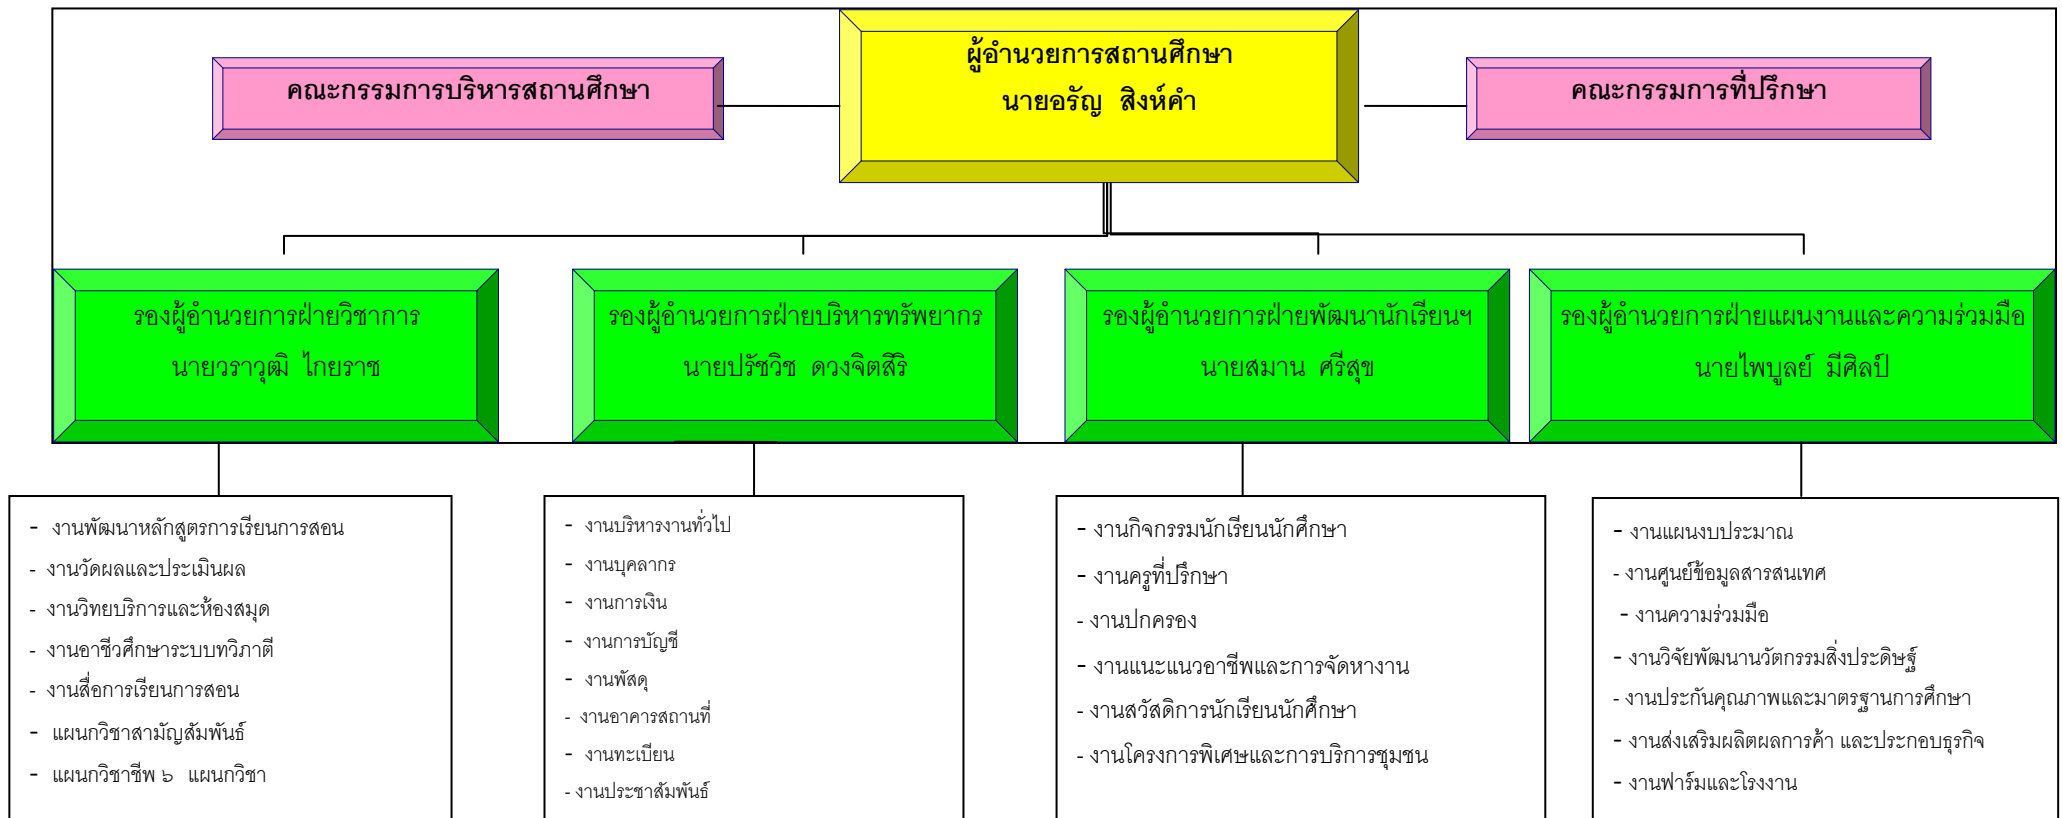 ผู้อำนวยการสถานศึกษา
นายอรัญ สิงห์คำ
คณะกรรมการบริหารสถานศึกษา
คณะกรรมการที่ปรึกษา
รองผู้อำนวยการฝ่ายวิชาการ
นายวราวุฒิ ไกยราช
รองผู้อำนวยการฝ่ายบริหารทรัพยากร
นายปรัชวิช ดวงจิตสิริ
รองผู้อำนวยการฝ่ายพัฒนานักเรียนฯ
นายสมาน ศรีสุข
รองผู้อำนวยการฝ่ายแผนงานและความร่วมมือ
นายไพบูลย์ มีศิลป์
- งานพัฒนาหลักสูตรการเรียนการสอน
- งานวัดผลและประเมินผล
- งานวิทยบริการและห้องสมุด
- งานอาชีวศึกษาระบบทวิภาคี
- งานสื่อการเรียนการสอน
- แผนกวิชาสามัญสัมพันธ์
- แผนกวิชาชีพ ๖ แผนกวิชา
- งานบริหารงานทั่วไป
- งานบุคลากร
- งานการเงิน
- งานการบัญชี
- งานพัสดุ
- งานอาคารสถานที่
- งานทะเบียน
- งานประชาสัมพันธ์
- งานกิจกรรมนักเรียนนักศึกษา
- งานครูที่ปรึกษา
- งานปกครอง
- งานแนะแนวอาชีพและการจัดหางาน
- งานสวัสดิการนักเรียนนักศึกษา
- งานโครงการพิเศษและการบริการชุมชน
- งานแผนงบประมาณ
- งานศูนย์ข้อมูลสารสนเทศ
- งานความร่วมมือ
- งานวิจัยพัฒนานวัตกรรมสิ่งประดิษฐ์
- งานประกันคุณภาพและมาตรฐานการศึกษา
- งานส่งเสริมผลิตผลการค้า และประกอบธุรกิจ
- งานฟาร์มและโรงงาน